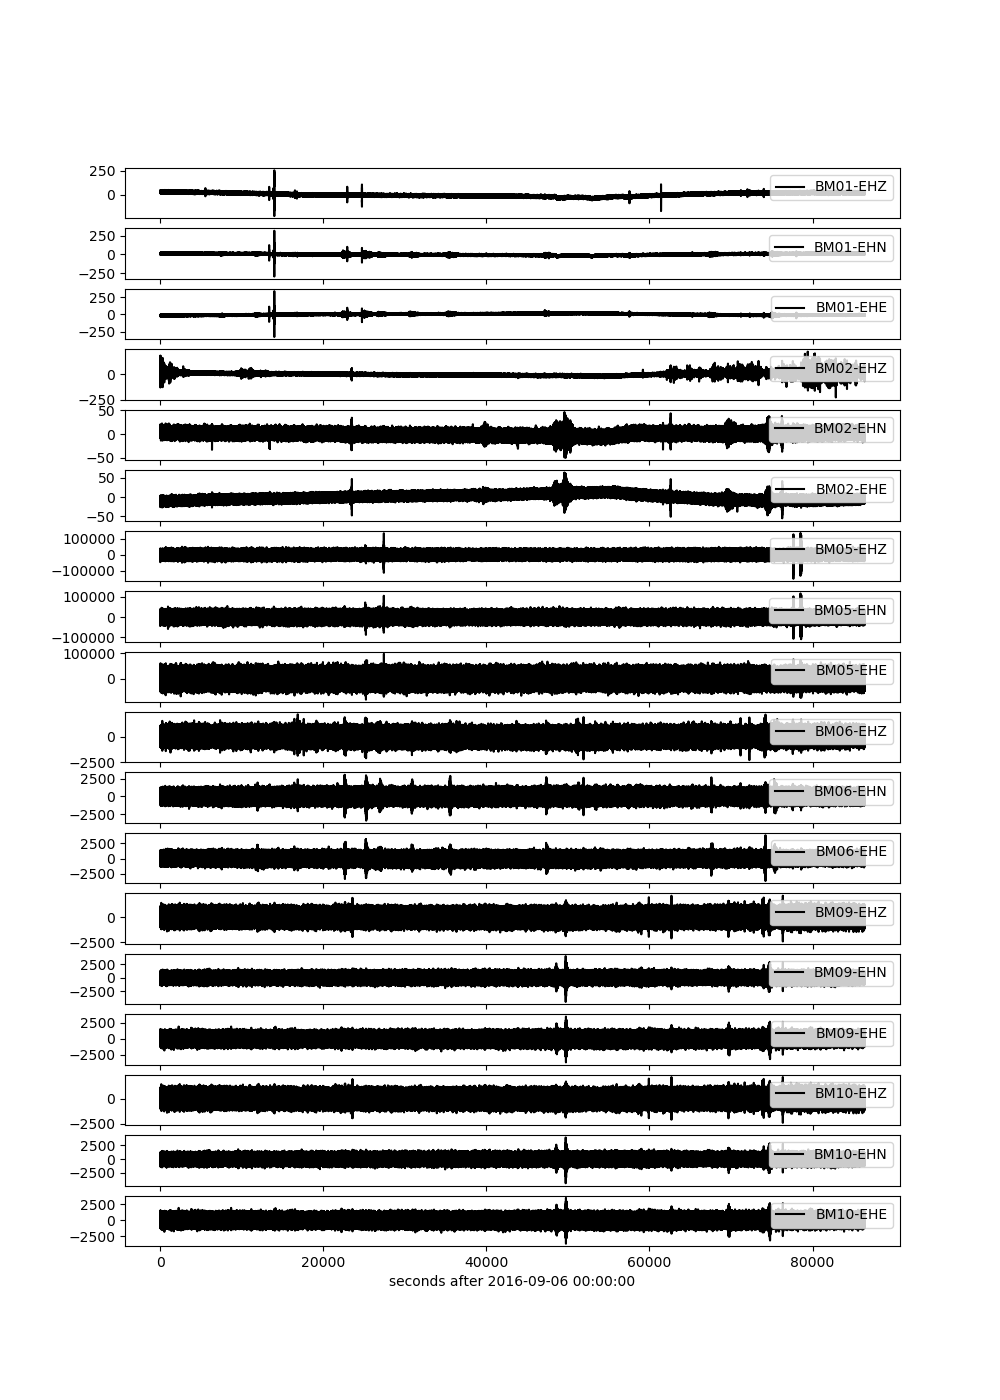 250
0
BM01-EHZ
250
0
−250
BM01-EHN
250
0
−250
BM01-EHE
0
−250
BM02-EHZ
50
0
−50
BM02-EHN
50
0
−50
BM02-EHE
100000
0
−100000
BM05-EHZ
100000
0
−100000
BM05-EHN
100000
0
BM05-EHE
0
−2500
BM06-EHZ
2500
0
−2500
BM06-EHN
2500
0
−2500
BM06-EHE
0
−2500
BM09-EHZ
2500
0
−2500
BM09-EHN
2500
0
−2500
BM09-EHE
0
−2500
BM10-EHZ
2500
0
−2500
BM10-EHN
2500
0
−2500
BM10-EHE
0 20000 40000 60000 80000
seconds after 2016-09-06 00:00:00